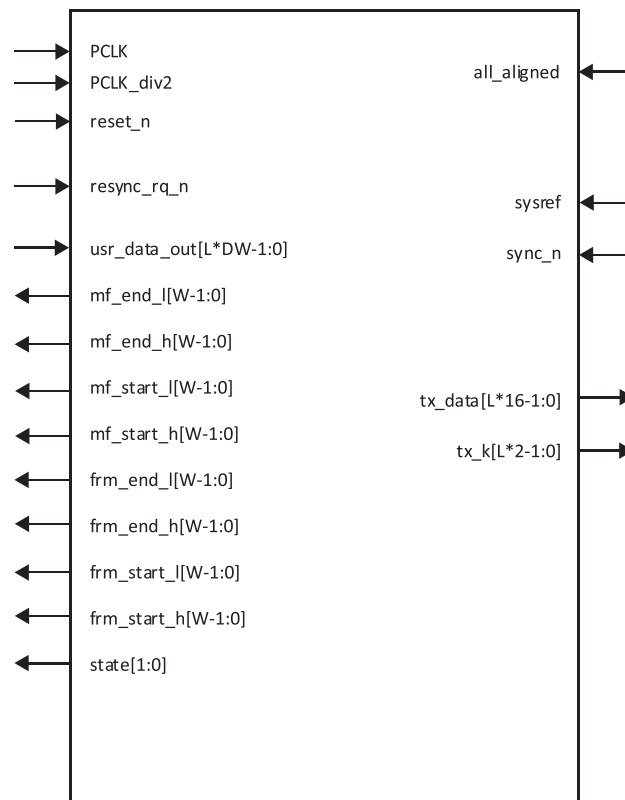 PCLK
PCLK_div2
reset_n
resync_rq_n
usr_data_out[L*DW-1:0]
mf_end_l[W-1:0]
mf_end_h[W-1:0]
mf_start_l[W-1:0]
mf_start_h[W-1:0]
frm_end_l[W-1:0]
frm_end_h[W-1:0]
frm_start_l[W-1:0]
frm_start_h[W-1:0]
state[1:0]
all_aligned
sysref
sync_n
tx_data[L*16-1:0]
tx_k[L*2-1:0]